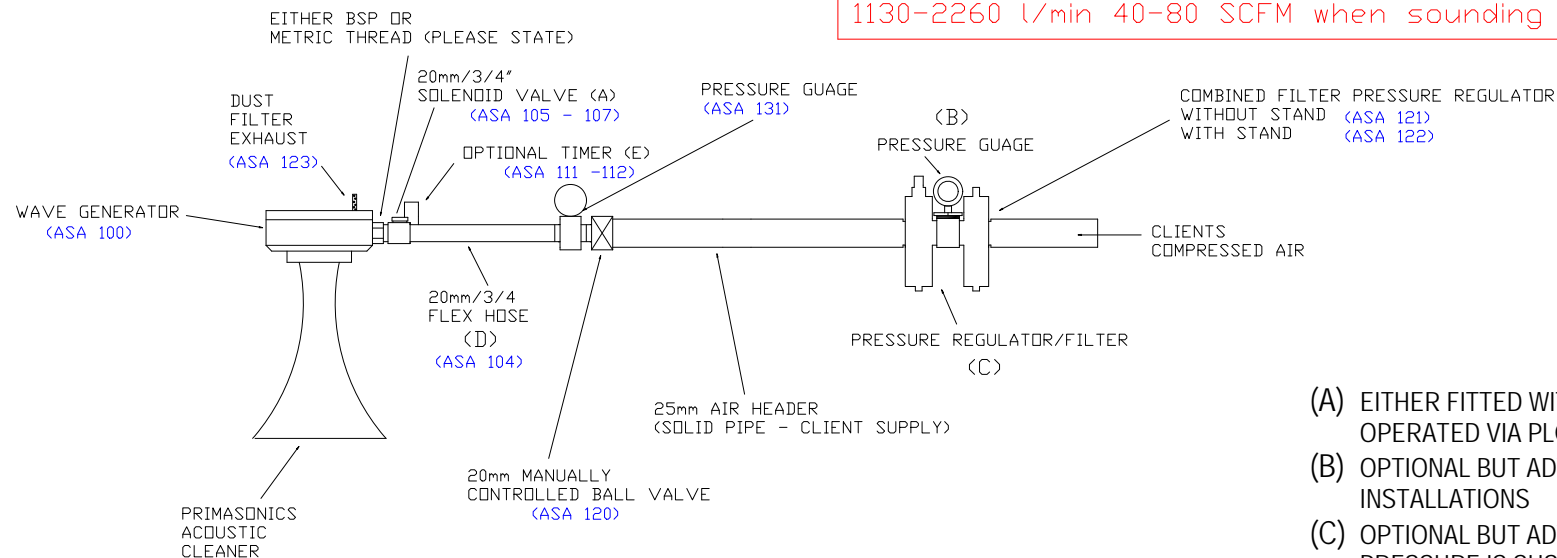 1130-2260 l/min 40-80 SCFM when sounding
EITHER BSP OR
METRIC THREAD (PLEASE STATE)
20mm/3/4"
SOLENOID VALVE (A)
(ASA 105 - 107)
PRESSURE GUAGE
(ASA 131)
COMBINED FILTER PRESSURE REGULATOR
WITHOUT STAND (ASA 121)
WITH STAND (ASA 122)
DUST
FILTER
EXHAUST
(ASA 123)
(B)
PRESSURE GUAGE
OPTIONAL TIMER (E)
(ASA 111 -112)
WAVE GENERATOR
(ASA 100)
CLIENTS
COMPRESSED AIR
20mm/3/4
FLEX HOSE
(D)
(ASA 104)
PRESSURE REGULATOR/FILTER
(C)
25mm AIR HEADER
(SOLID PIPE - CLIENT SUPPLY)
20mm MANUALLY
CONTROLLED BALL VALVE
(ASA 120)
PRIMASONICS
ACOUSTIC
CLEANER
(A) EITHER FITTED
OPERATED VIA
(B) OPTIONAL BUT
INSTALLATIONS
(C) OPTIONAL BUT
PRESSURE IS